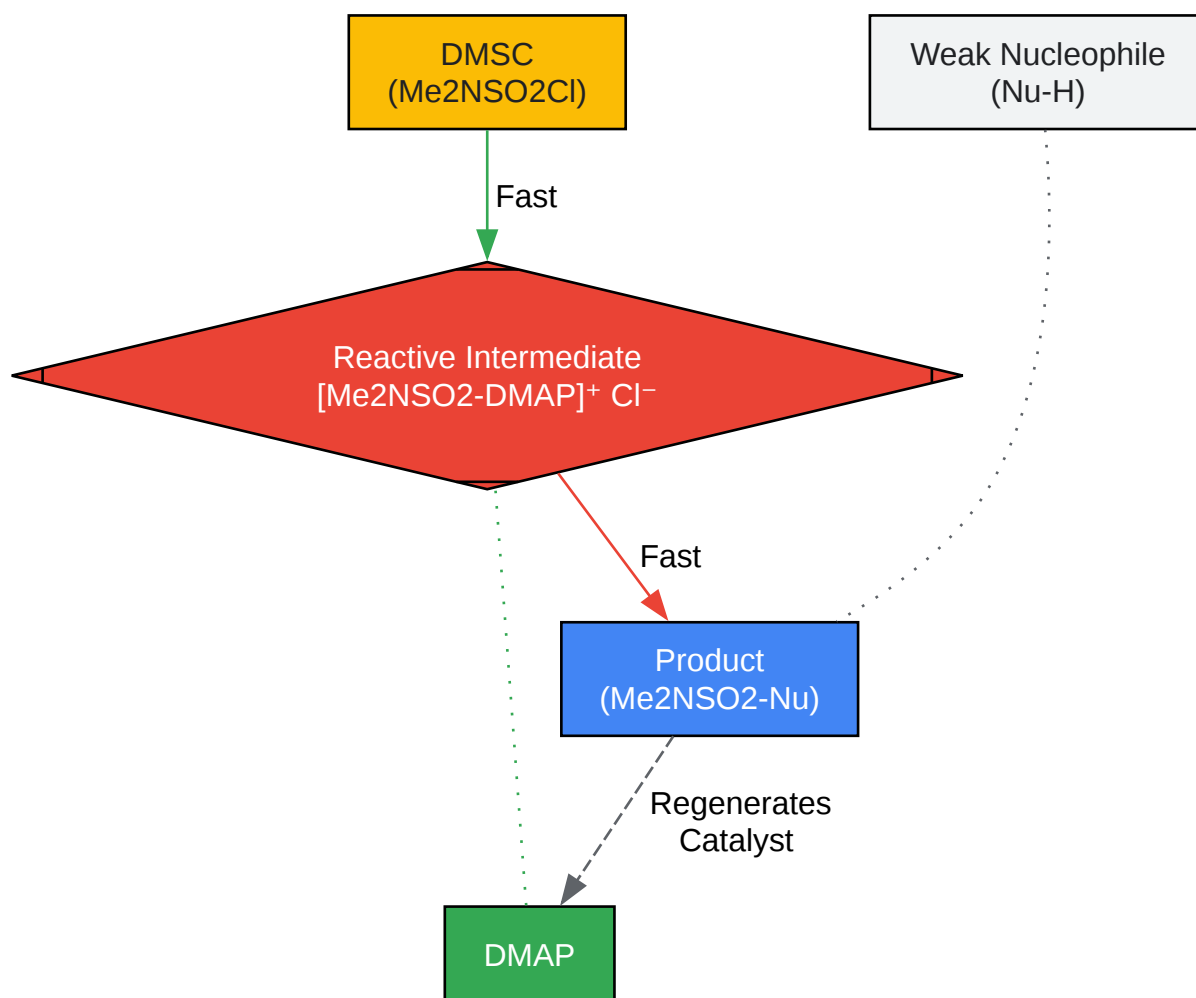 DMSC
(Me2NSO2Cl)
Weak Nucleophile
(Nu-H)
Fast
Reactive Intermediate
[Me2NSO2-DMAP]⁺ Cl⁻
Fast
Product
(Me2NSO2-Nu)
Regenerates
Catalyst
DMAP